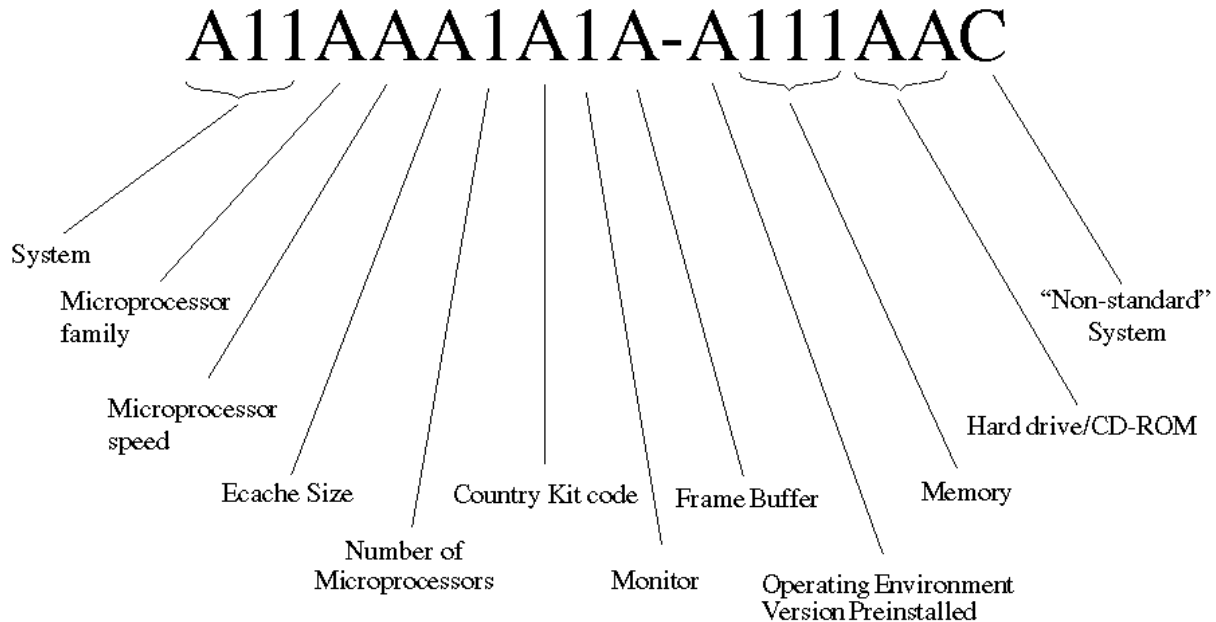 A11AAA1A1A-A111AAC
System
Microprocessor
family
Microprocessor
speed
Ecache Size
Number of
Microprocessors
Country Kit code
Monitor
Frame Buffer
Operating Environment
Version Preinstalled
Memory
Hard drive/CD-ROM
“Non-standard”
System